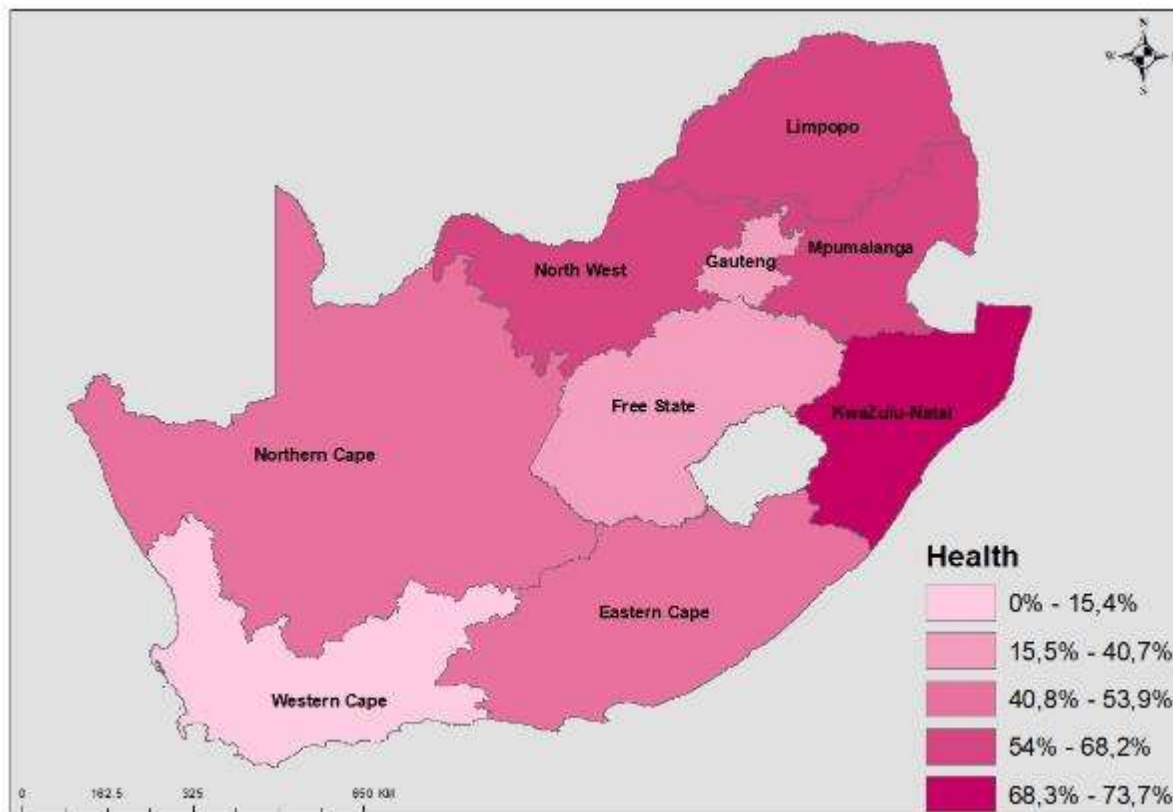 N
W
S
Limpopo
Mpumalanga
Gauteng
North West
Free State
KwaZulu-Natal
Northern Cape
Eastern Cape
Western Cape
Health
0% - 15,4%
15,5% - 40,7%
40,8% - 53,9%
54% - 68,2%
68,3% - 73,7%
0 162.5 325 650 KM